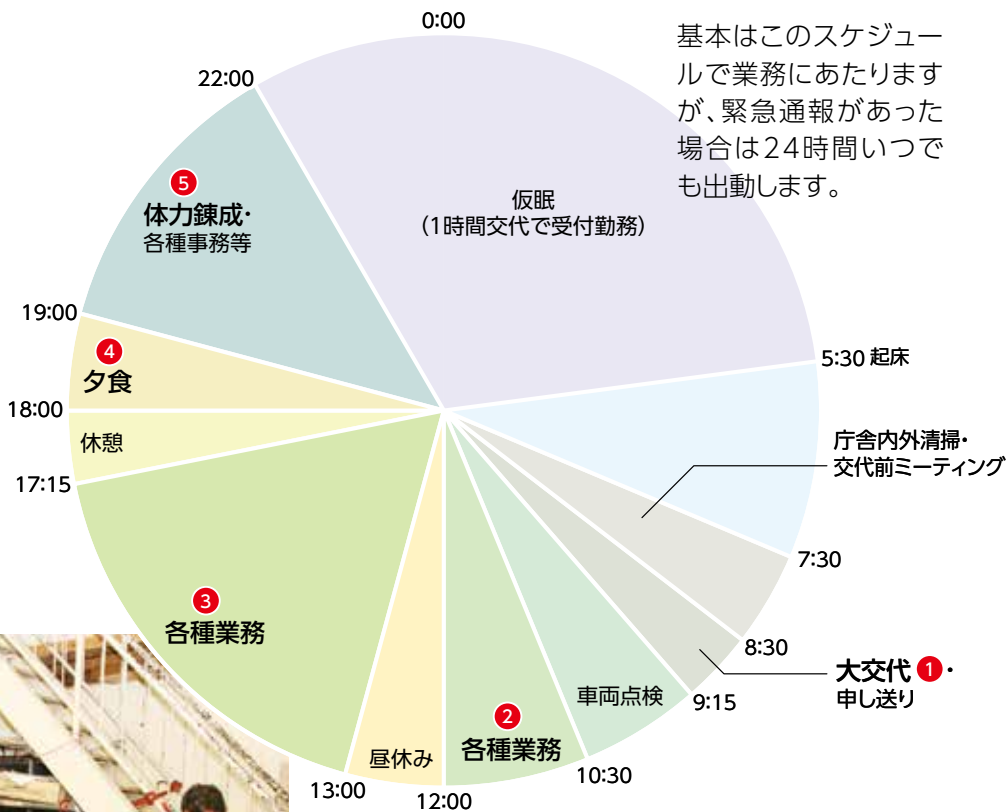 0:00
基本はこのスケジュー
ルで業務にあたります
が、緊急通報があった
場合は24時間いつで
も出動します。
22:00
仮眠
(1時間交代で受付勤務)
5
体力錬成・
各種事務等
19:00
5:30 起床
4
夕食
18:00
休憩
庁舎内外清掃・
交代前ミーティング
17:15
7:30
3
各種業務
8:30
大交代 1・
申し送り
9:15
車両点検
2
各種業務
昼休み
10:30
13:00
12:00